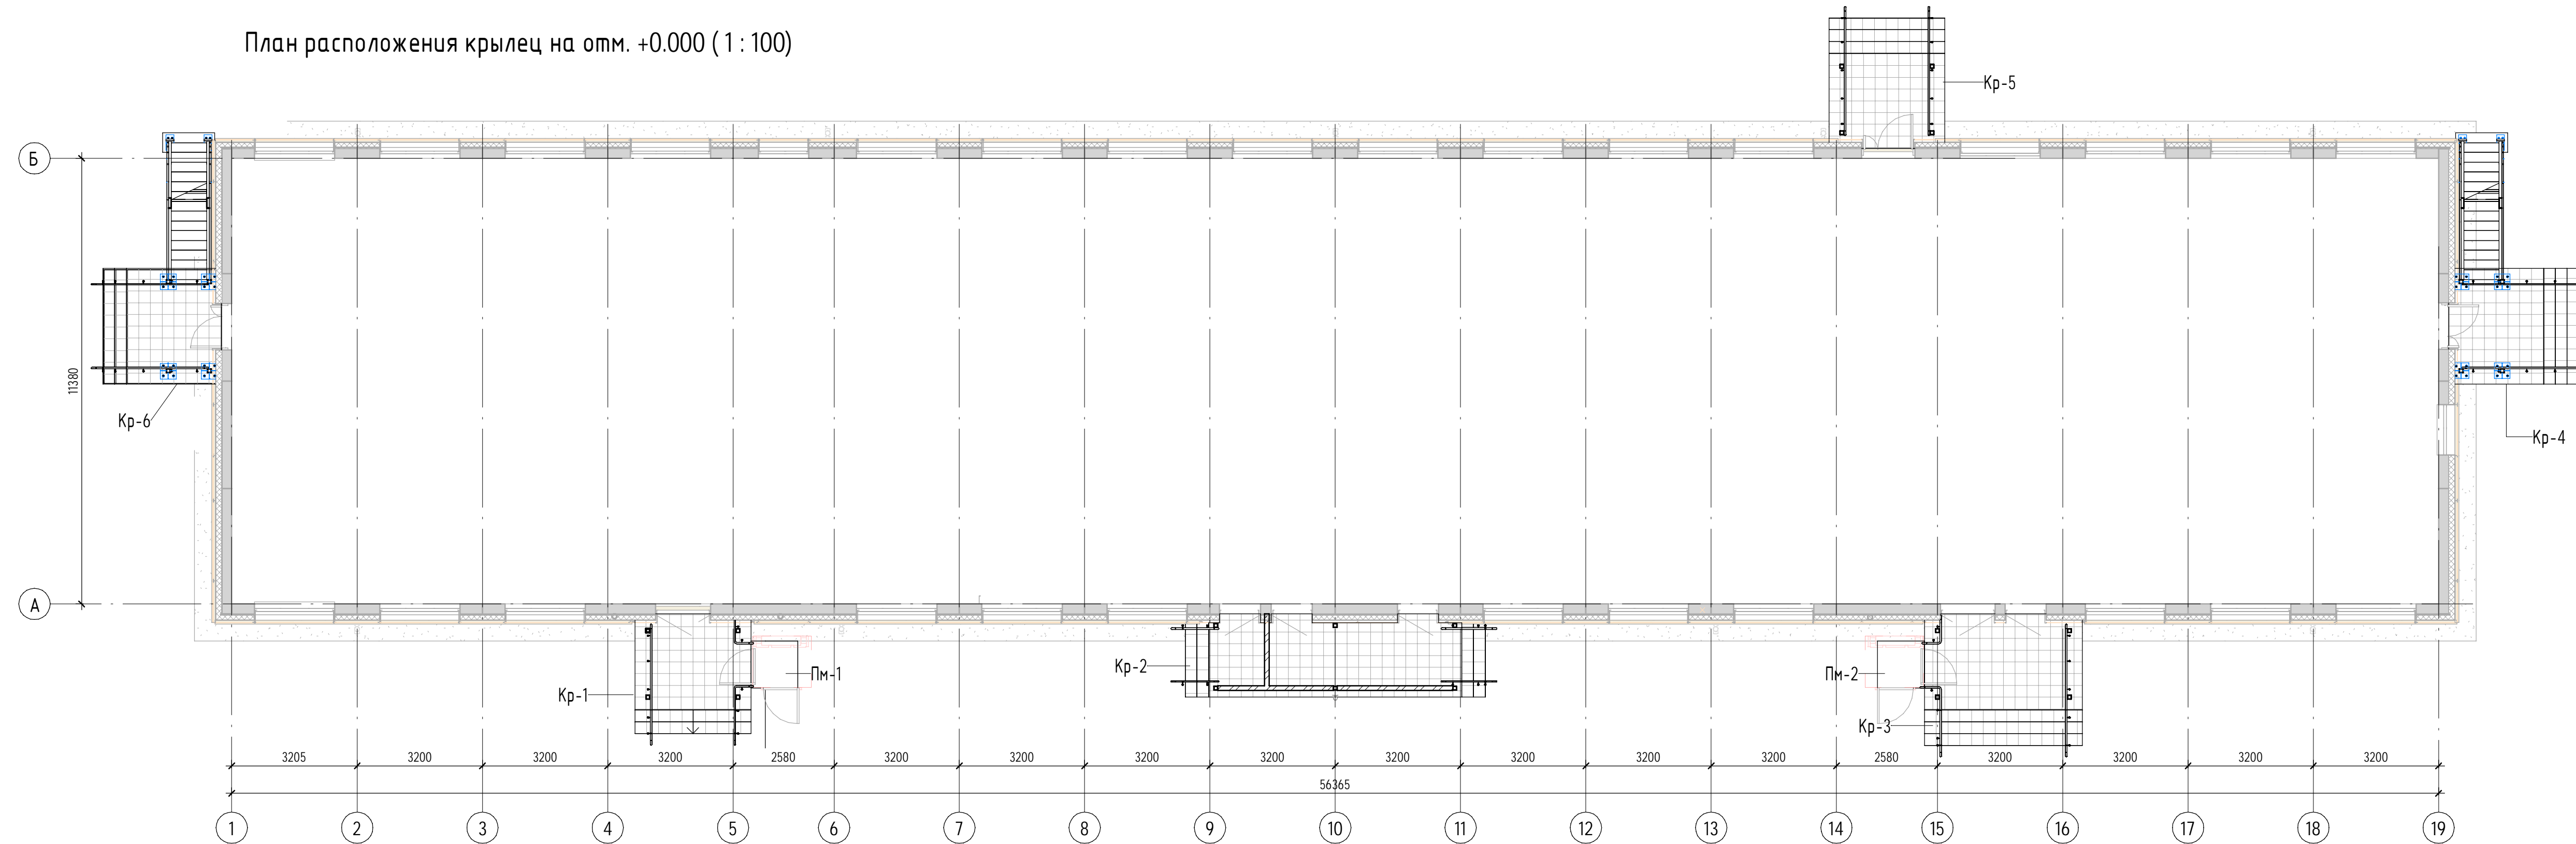 План расположения крылец на отм. +0.000 ( 1 : 100)
Кр-5
Б
11380
Кр-6
Кр-4
А
Кр-1
Пм-1
Кр-2
Пм-2
Кр-3
3205 3200 3200 3200 2580 3200 3200 3200 3200 3200 3200 3200 3200 2580 3200 3200 3200 3200
56365
1 2 3 4 5 6 7 8 9 10 11 12 13 14 15 16 17 18 19